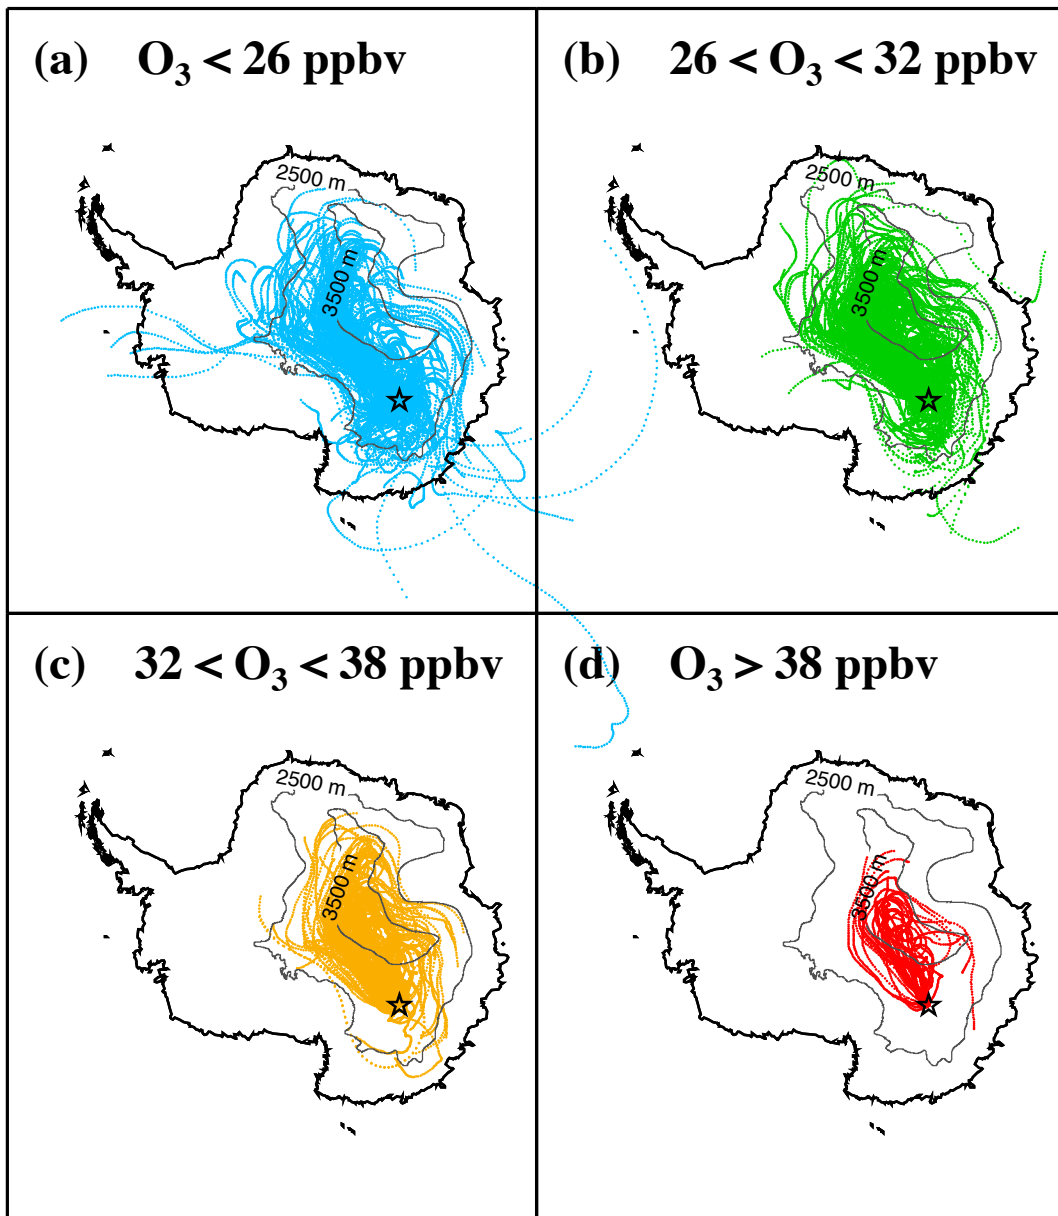 (a) O₃ < 26 ppbv
2500 m
3500 m
(b) 26 < O₃ < 32 ppbv
2500 m
3500 m
(c) 32 < O₃ < 38 ppbv
2500 m
3500 m
(d) O₃ > 38 ppbv
2500 m
3500 m